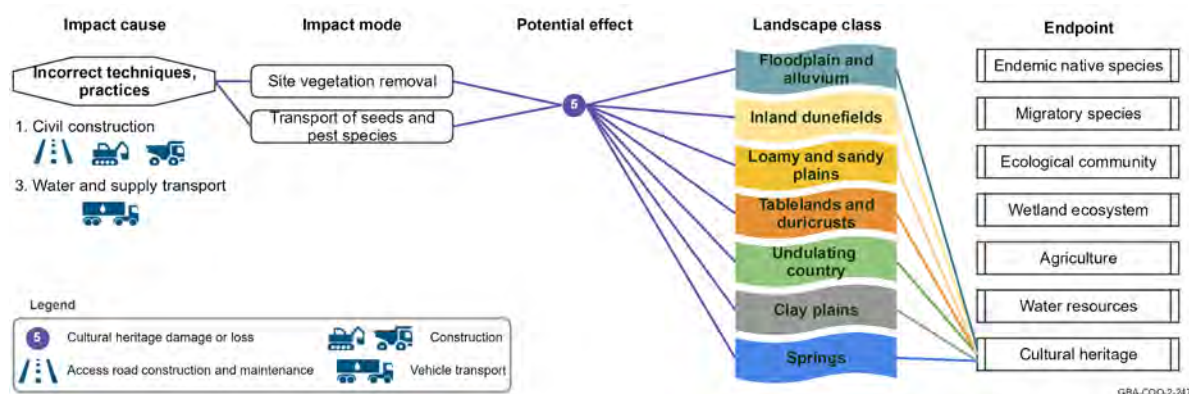 Impact cause
Impact mode
Potential effect
Landscape class
Endpoint
Incorrect techniques,
practices
1. Civil construction
3. Water and supply transport
Site vegetation removal
Transport of seeds and
pest species
5
Floodplain and
alluvium
Inland dunefields
Loamy and sandy
plains
Tablelands and
duricrusts
Undulating
country
Clay plains
Springs
Endemic native species
Migratory species
Ecological community
Wetland ecosystem
Agriculture
Water resources
Cultural heritage
Legend
5 Cultural heritage damage or loss
Construction
Access road construction and maintenance
Vehicle transport
GBA-COO-2-247